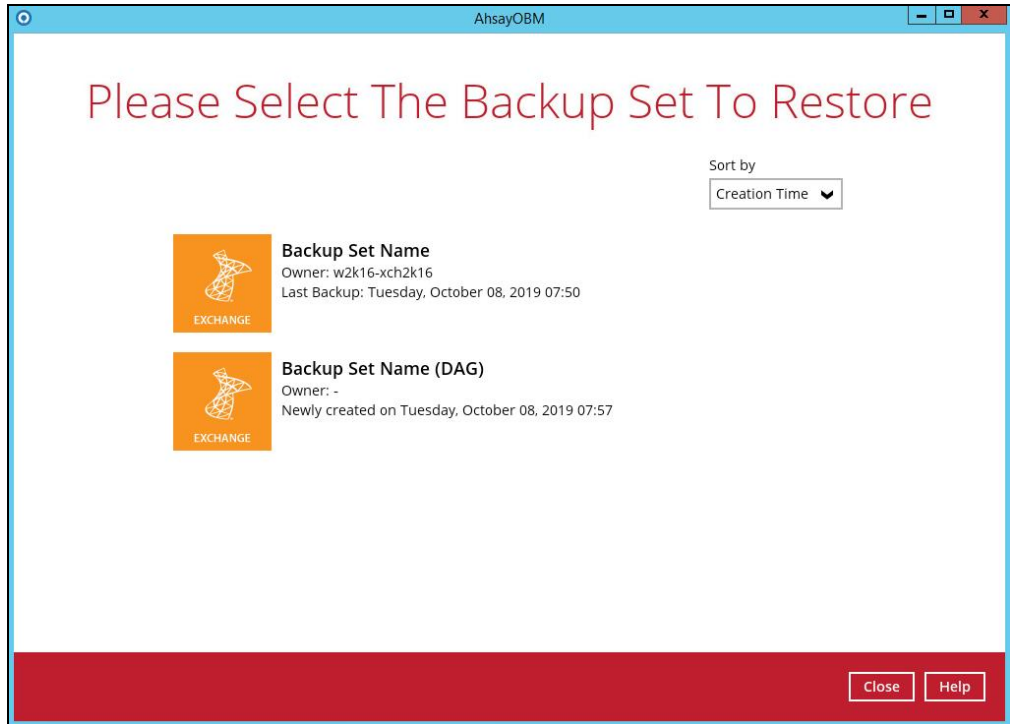 AhsayOBM
Please Select The Backup Set To Restore
Sort by
Creation Time
Backup Set Name
Owner: w2k16-xch2k16
Last Backup: Tuesday, October 08, 2019 07:50
EXCHANGE
Backup Set Name (DAG)
Owner: -
Newly created on Tuesday, October 08, 2019 07:57
EXCHANGE
Close
Help